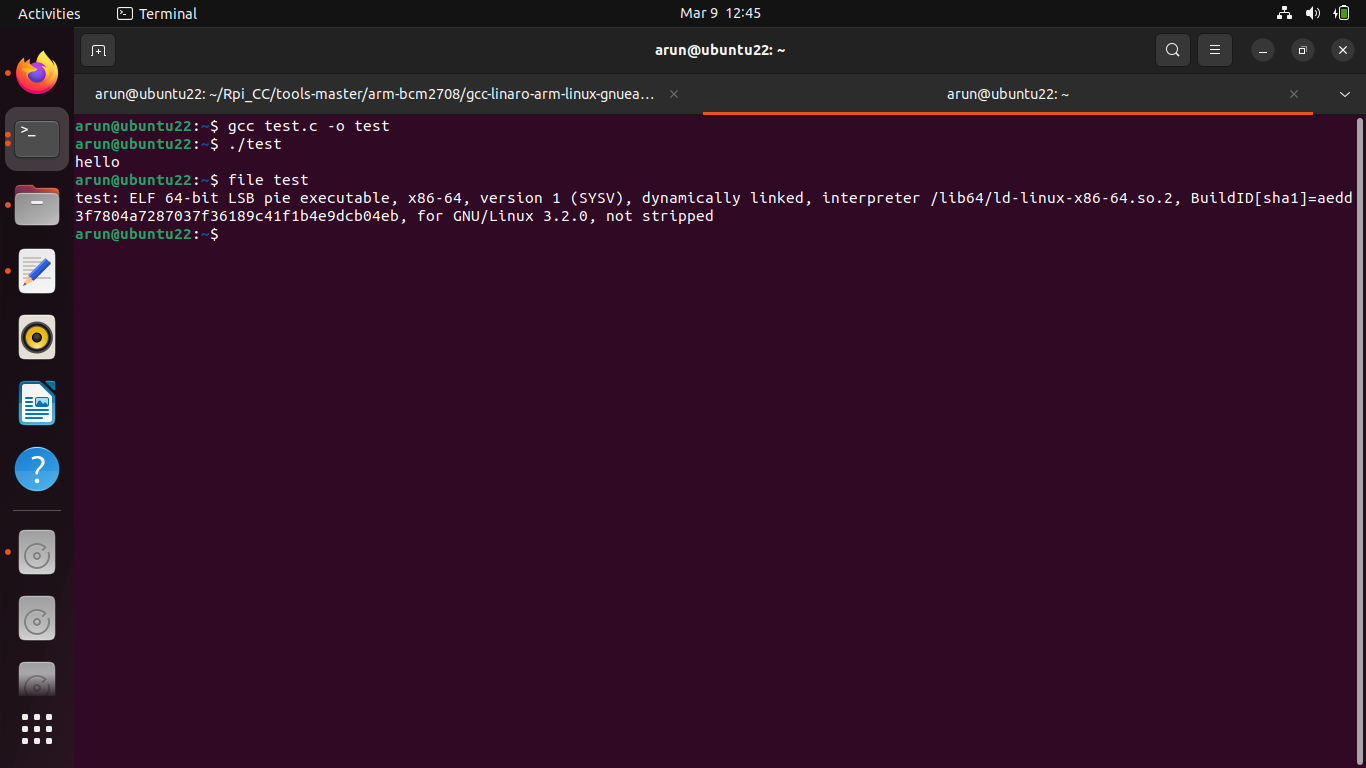 Activities
Terminal
Mar 9 12:45
arun@ubuntu22: ~
arun@ubuntu22: ~/Rpi_CC/tools-master/arm-bcm2708/gcc-linaro-arm-linux-gnuea…
arun@ubuntu22: ~
arun@ubuntu22:~$ gcc test.c -o test
arun@ubuntu22:~$ ./test
hello
arun@ubuntu22:~$ file test
test: ELF 64-bit LSB pie executable, x86-64, version 1 (SYSV), dynamically linked, interpreter /lib64/ld-linux-x86-64.so.2, BuildID[sha1]=aedd
3f7804a7287037f36189c41f1b4e9dcb04eb, for GNU/Linux 3.2.0, not stripped
arun@ubuntu22:~$